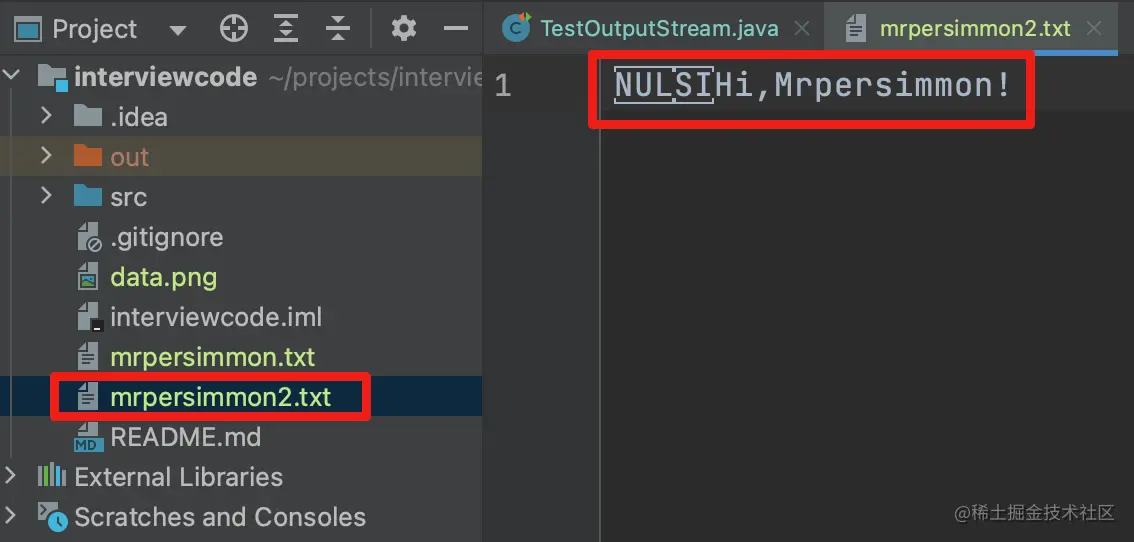 Project
TestOutputStream.java
mrpersimmon2.txt
interviewcode ~/projects/intervie
.idea
out
src
.gitignore
data.png
interviewcode.iml
mrpersimmon.txt
mrpersimmon2.txt
MD README.md
External Libraries
Scratches and Consoles
1 NULSIHi,Mrpersimmon!
@稀土掘金技术社区